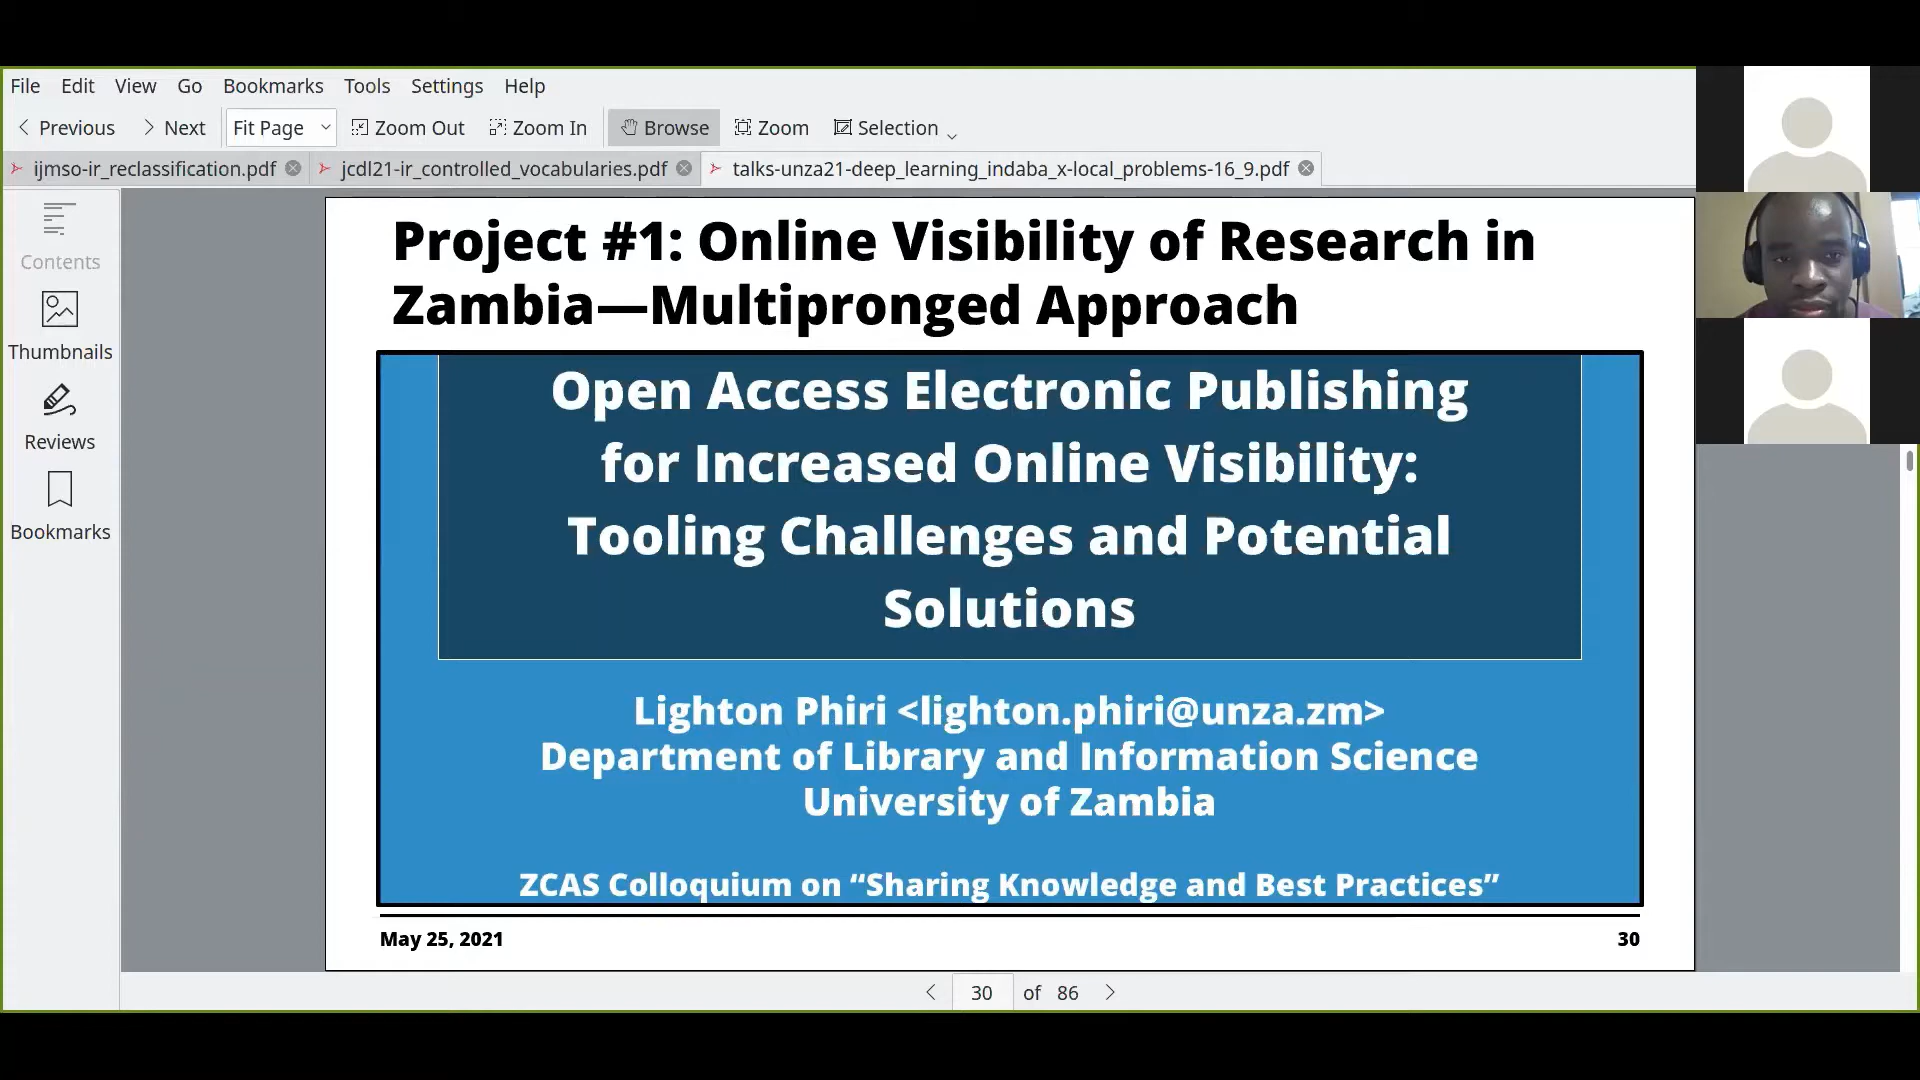 File Edit View Go Bookmarks Tools Settings Help
Previous Next Fit Page Zoom Out Zoom In Browse Zoom Selection
ijmso-ir_reclassification.pdf jcdl21-ir_controlled_vocabularies.pdf talks-unza21-deep_learning_indaba_x-local_problems-16_9.pdf
Contents
Thumbnails
Reviews
Bookmarks
Project #1: Online Visibility of Research in
Zambia—Multipronged Approach
Open Access Electronic Publishing
for Increased Online Visibility:
Tooling Challenges and Potential
Solutions
Lighton Phiri <lighton.phiri@unza.zm>
Department of Library and Information Science
University of Zambia
ZCAS Colloquium on “Sharing Knowledge and Best Practices”
May 25, 2021 30
30 of 86